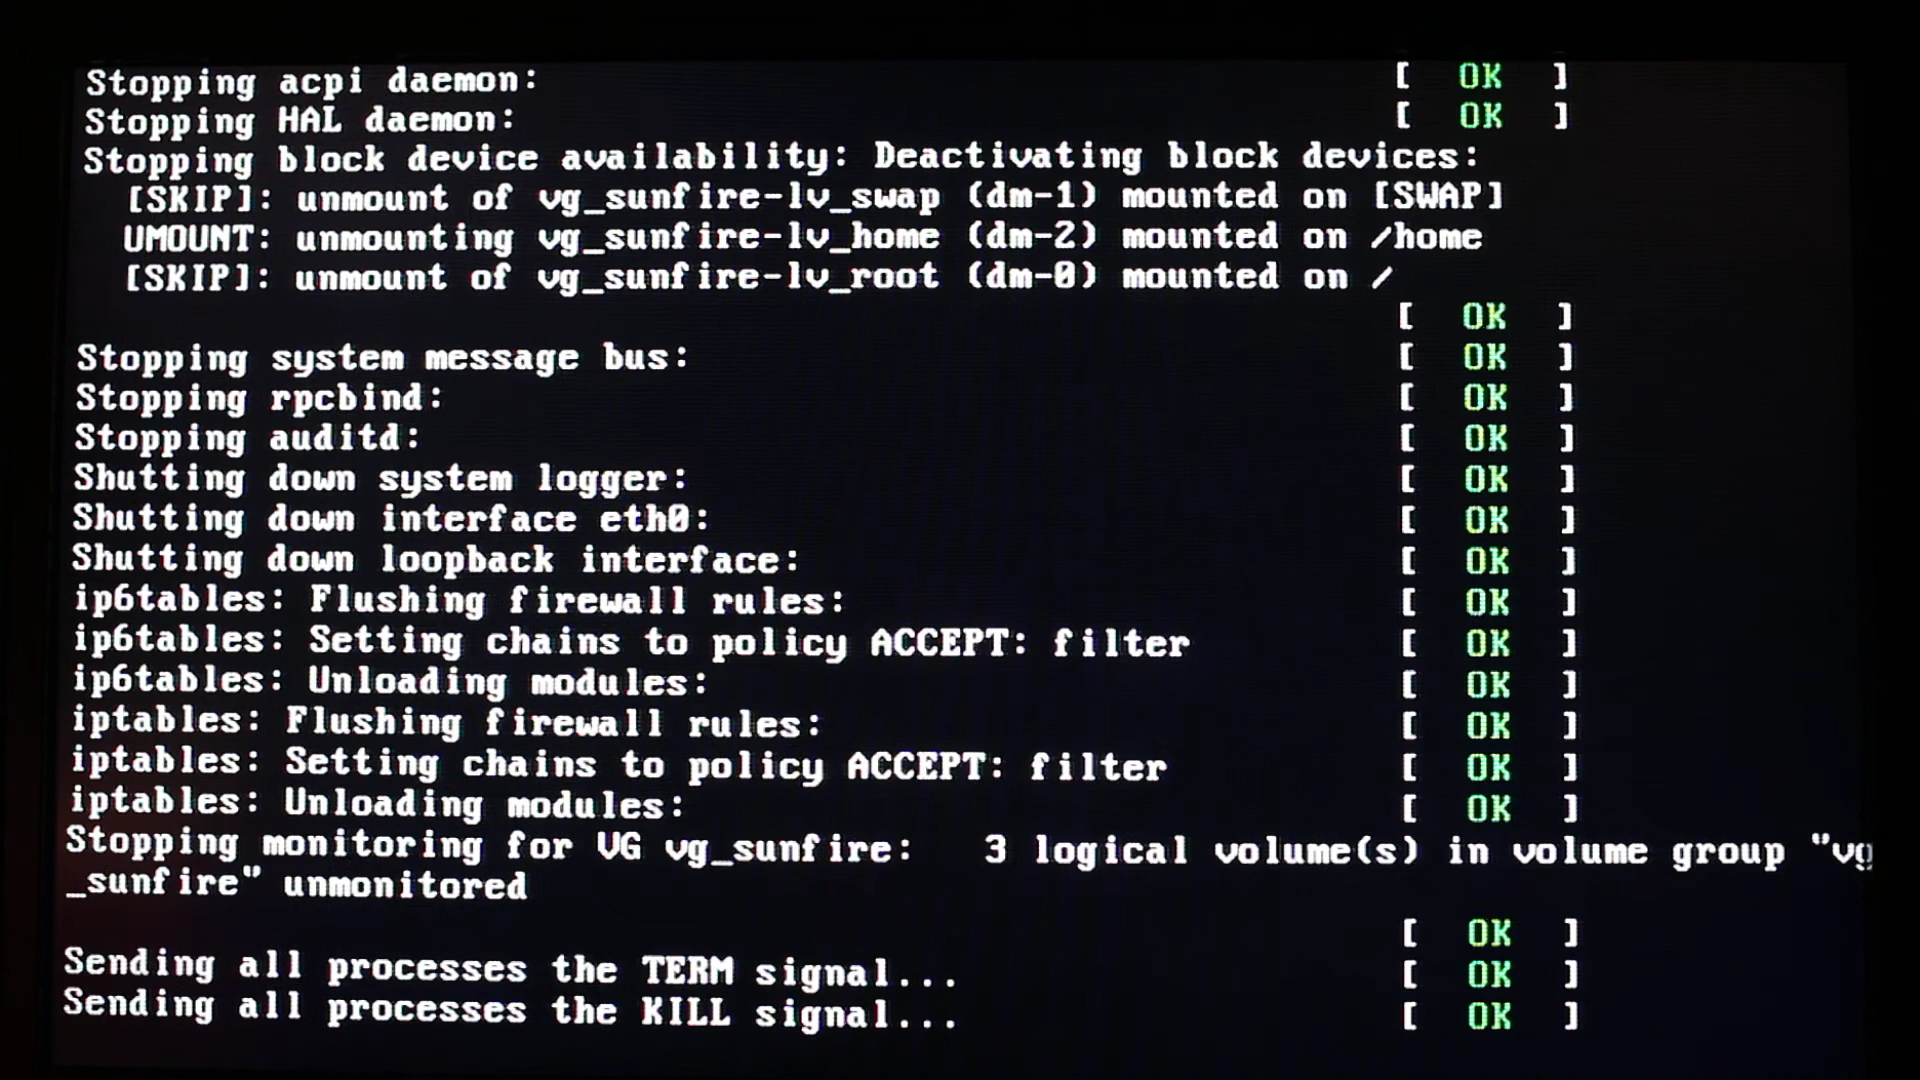 Stopping acpi daemon: [ OK ]
Stopping HAL daemon: [ OK ]
Stopping block device availability: Deactivating block devices:
[SKIP]: unmount of vg_sunfire-lv_swap (dm-1) mounted on [SWAP]
UMOUNT: unmounting vg_sunfire-lv_home (dm-2) mounted on /home
[SKIP]: unmount of vg_sunfire-lv_root (dm-0) mounted on /
[ OK ]
Stopping system message bus: [ OK ]
Stopping rpcbind: [ OK ]
Stopping auditd: [ OK ]
Shutting down system logger: [ OK ]
Shutting down interface eth0: [ OK ]
Shutting down loopback interface: [ OK ]
ip6tables: Flushing firewall rules: [ OK ]
ip6tables: Setting chains to policy ACCEPT: filter [ OK ]
ip6tables: Unloading modules: [ OK ]
iptables: Flushing firewall rules: [ OK ]
iptables: Setting chains to policy ACCEPT: filter [ OK ]
iptables: Unloading modules: [ OK ]
Stopping monitoring for VG vg_sunfire: 3 logical volume(s) in volume group "vg
_sunfire" unmonitored
[ OK ]
Sending all processes the TERM signal... [ OK ]
Sending all processes the KILL signal... [ OK ]